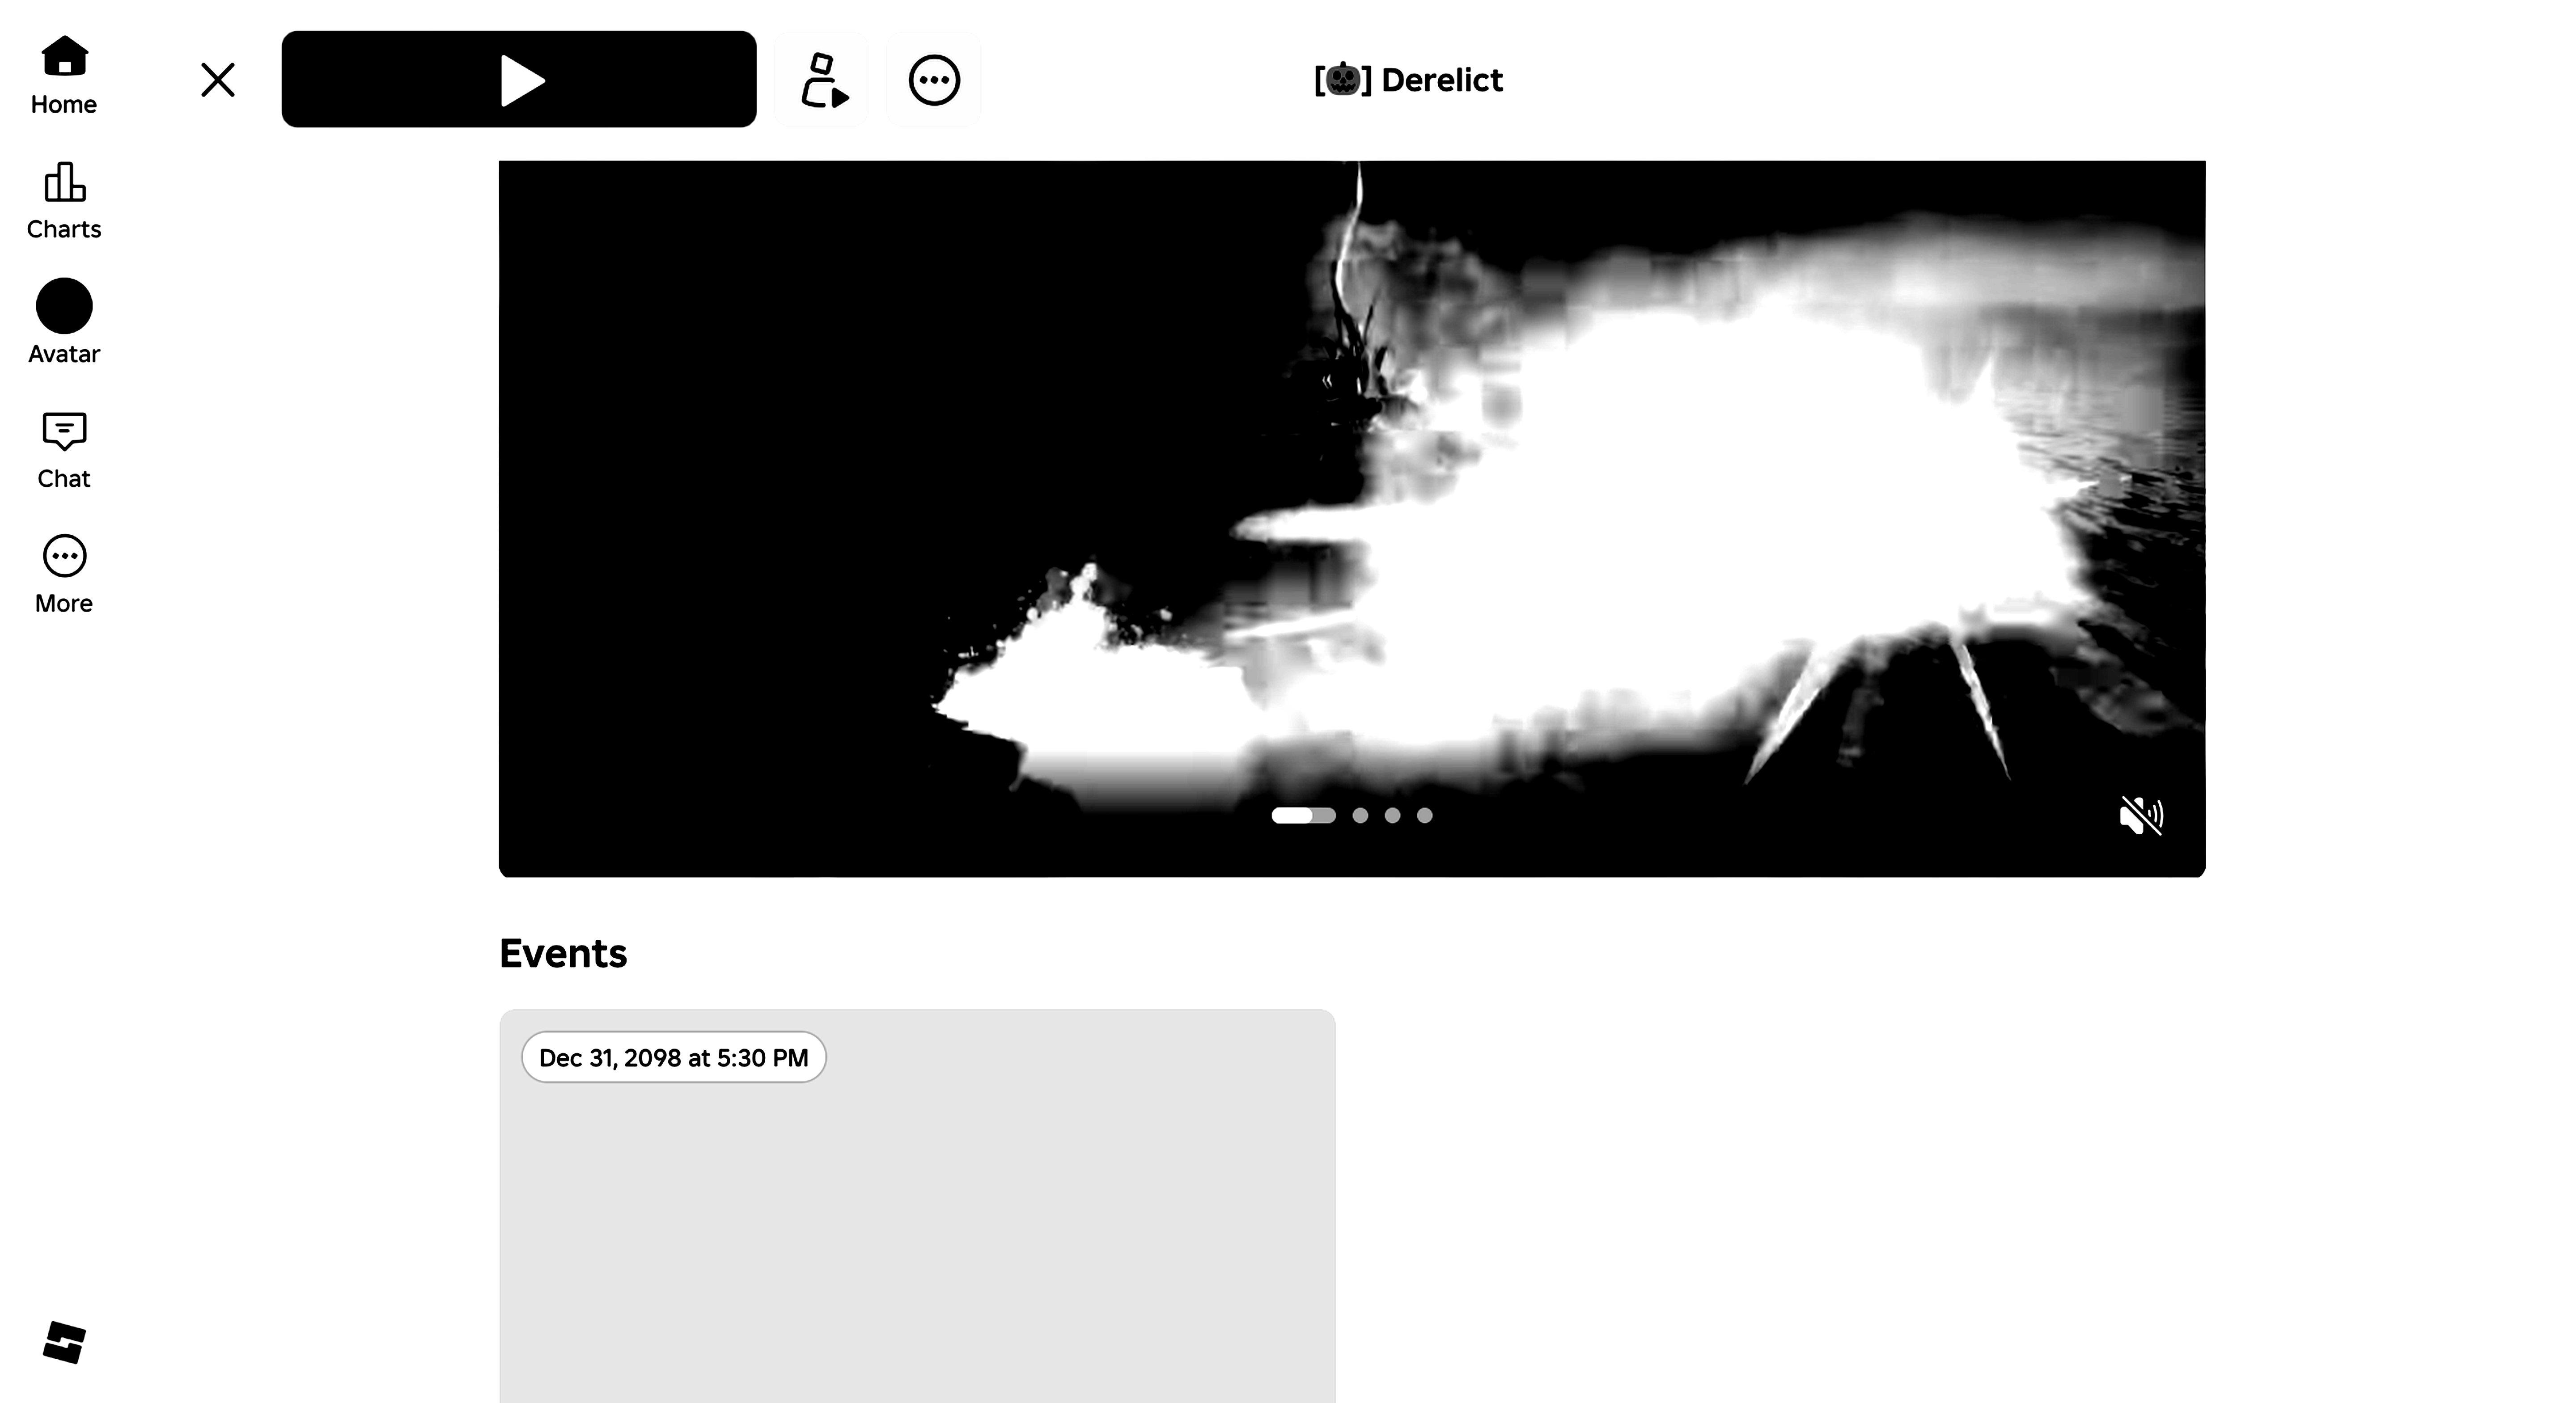 Home
Charts
Avatar
Chat
More
[🎃] Derelict
Events
Dec 31, 2098 at 5:30 PM